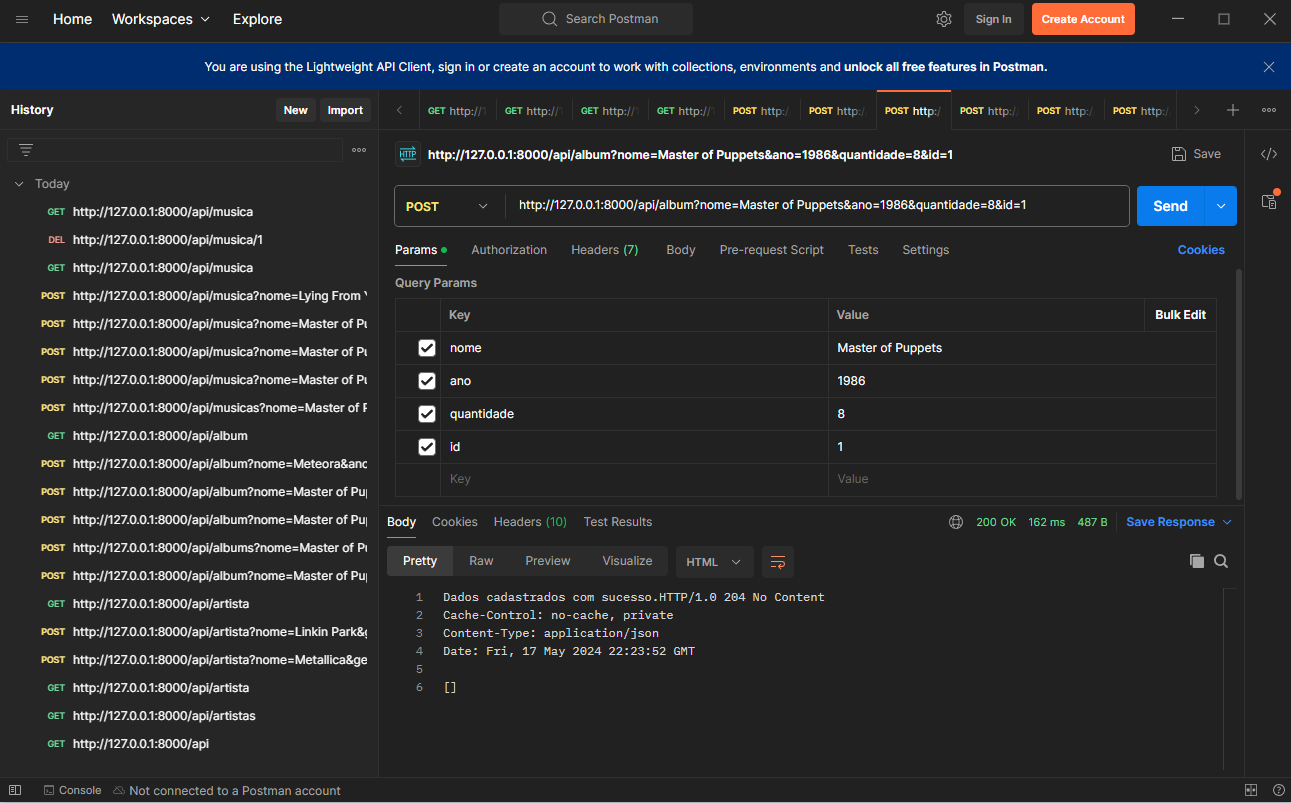 Home Workspaces Explore Search Postman Sign In Create Account
You are using the Lightweight API Client, sign in or create an account to work with collections, environments and unlock all free features in Postman.
History New Import
Today
GET http://127.0.0.1:8000/api/musica
DEL http://127.0.0.1:8000/api/musica/1
GET http://127.0.0.1:8000/api/musica
POST http://127.0.0.1:8000/api/musica?nome=Lying From
POST http://127.0.0.1:8000/api/musica?nome=Master of Pu
POST http://127.0.0.1:8000/api/musica?nome=Master of Pu
POST http://127.0.0.1:8000/api/musica?nome=Master of Pu
POST http://127.0.0.1:8000/api/musicas?nome=Master of P
GET http://127.0.0.1:8000/api/album
POST http://127.0.0.1:8000/api/album?nome=Meteora&ano
POST http://127.0.0.1:8000/api/album?nome=Master of Pup
POST http://127.0.0.1:8000/api/album?nome=Master of Pup
POST http://127.0.0.1:8000/api/albums?nome=Master of Pu
POST http://127.0.0.1:8000/api/album?nome=Master of Pup
GET http://127.0.0.1:8000/api/artista
POST http://127.0.0.1:8000/api/artista?nome=Linkin Park&g
POST http://127.0.0.1:8000/api/artista?nome=Metallica&ge
GET http://127.0.0.1:8000/api/artista
GET http://127.0.0.1:8000/api/artistas
GET http://127.0.0.1:8000/api
GET http://1 GET http://1 GET http://1 GET http://1 POST http:/ POST http:/ POST http:/ POST http:/ POST http:/ POST http:/
HTTP http://127.0.0.1:8000/api/album?nome=Master of Puppets&ano=1986&quantidade=8&id=1 Save
POST http://127.0.0.1:8000/api/album?nome=Master of Puppets&ano=1986&quantidade=8&id=1 Send
Params Authorization Headers (7) Body Pre-request Script Tests Settings Cookies
Query Params
Key Value Bulk Edit
nome Master of Puppets
ano 1986
quantidade 8
id 1
Key Value
Body Cookies Headers (10) Test Results 200 OK 162 ms 487 B Save Response
Pretty Raw Preview Visualize HTML
1 Dados cadastrados com sucesso.HTTP/1.0 204 No Content
2 Cache-Control: no-cache, private
3 Content-Type: application/json
4 Date: Fri, 17 May 2024 22:23:52 GMT
5
6 []
Console Not connected to a Postman account